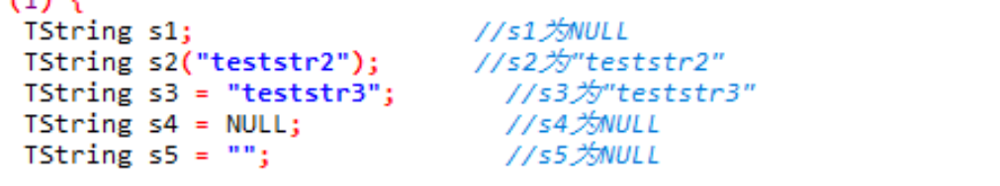 (1) {
TString s1; //s1为NULL
TString s2("teststr2"); //s2为"teststr2"
TString s3 = "teststr3"; //s3为"teststr3"
TString s4 = NULL; //s4为NULL
TString s5 = ""; //s5为NULL